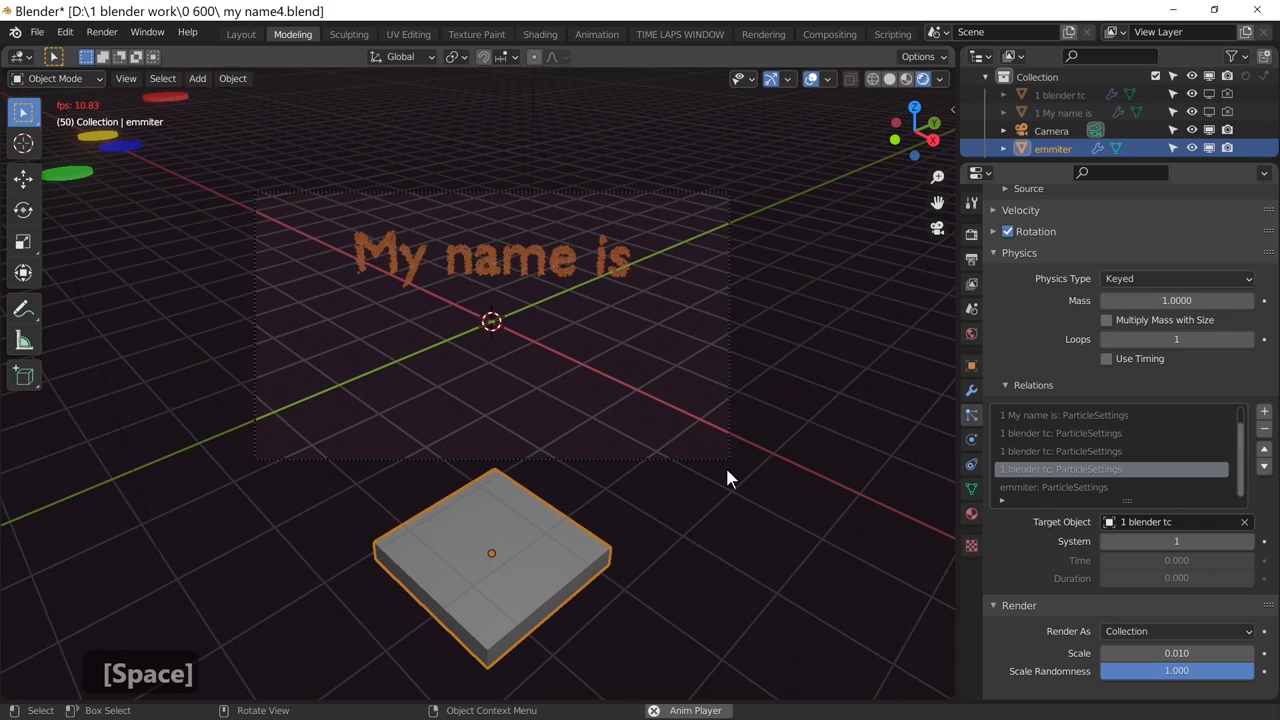 Blender* [D:\1 blender work\0 600\ my name4.blend]
File Edit Render Window Help Layout Modeling Sculpting UV Editing Texture Paint Shading Animation TIME LAPS WINDOW Rendering Compositing Scripting Scene View Layer
Global Options
Object Mode View Select Add Object
Collection
fps: 10.83
1 blender tc
(50) Collection | emmiter
1 My name is
Camera
emmiter
Z
Y
X
Source
Velocity
Rotation
Physics
My name is
Physics Type Keyed
Mass 1.0000
Multiply Mass with Size
Loops 1
Use Timing
Relations
1 My name is: ParticleSettings
1 blender tc: ParticleSettings
1 blender tc: ParticleSettings
1 blender tc: ParticleSettings
emmiter: ParticleSettings
Target Object 1 blender tc
System 1
Time 0.000
Duration 0.000
Render
Render As Collection
Scale 0.010
Scale Randomness 1.000
[Space]
Select Box Select Rotate View Object Context Menu Anim Player